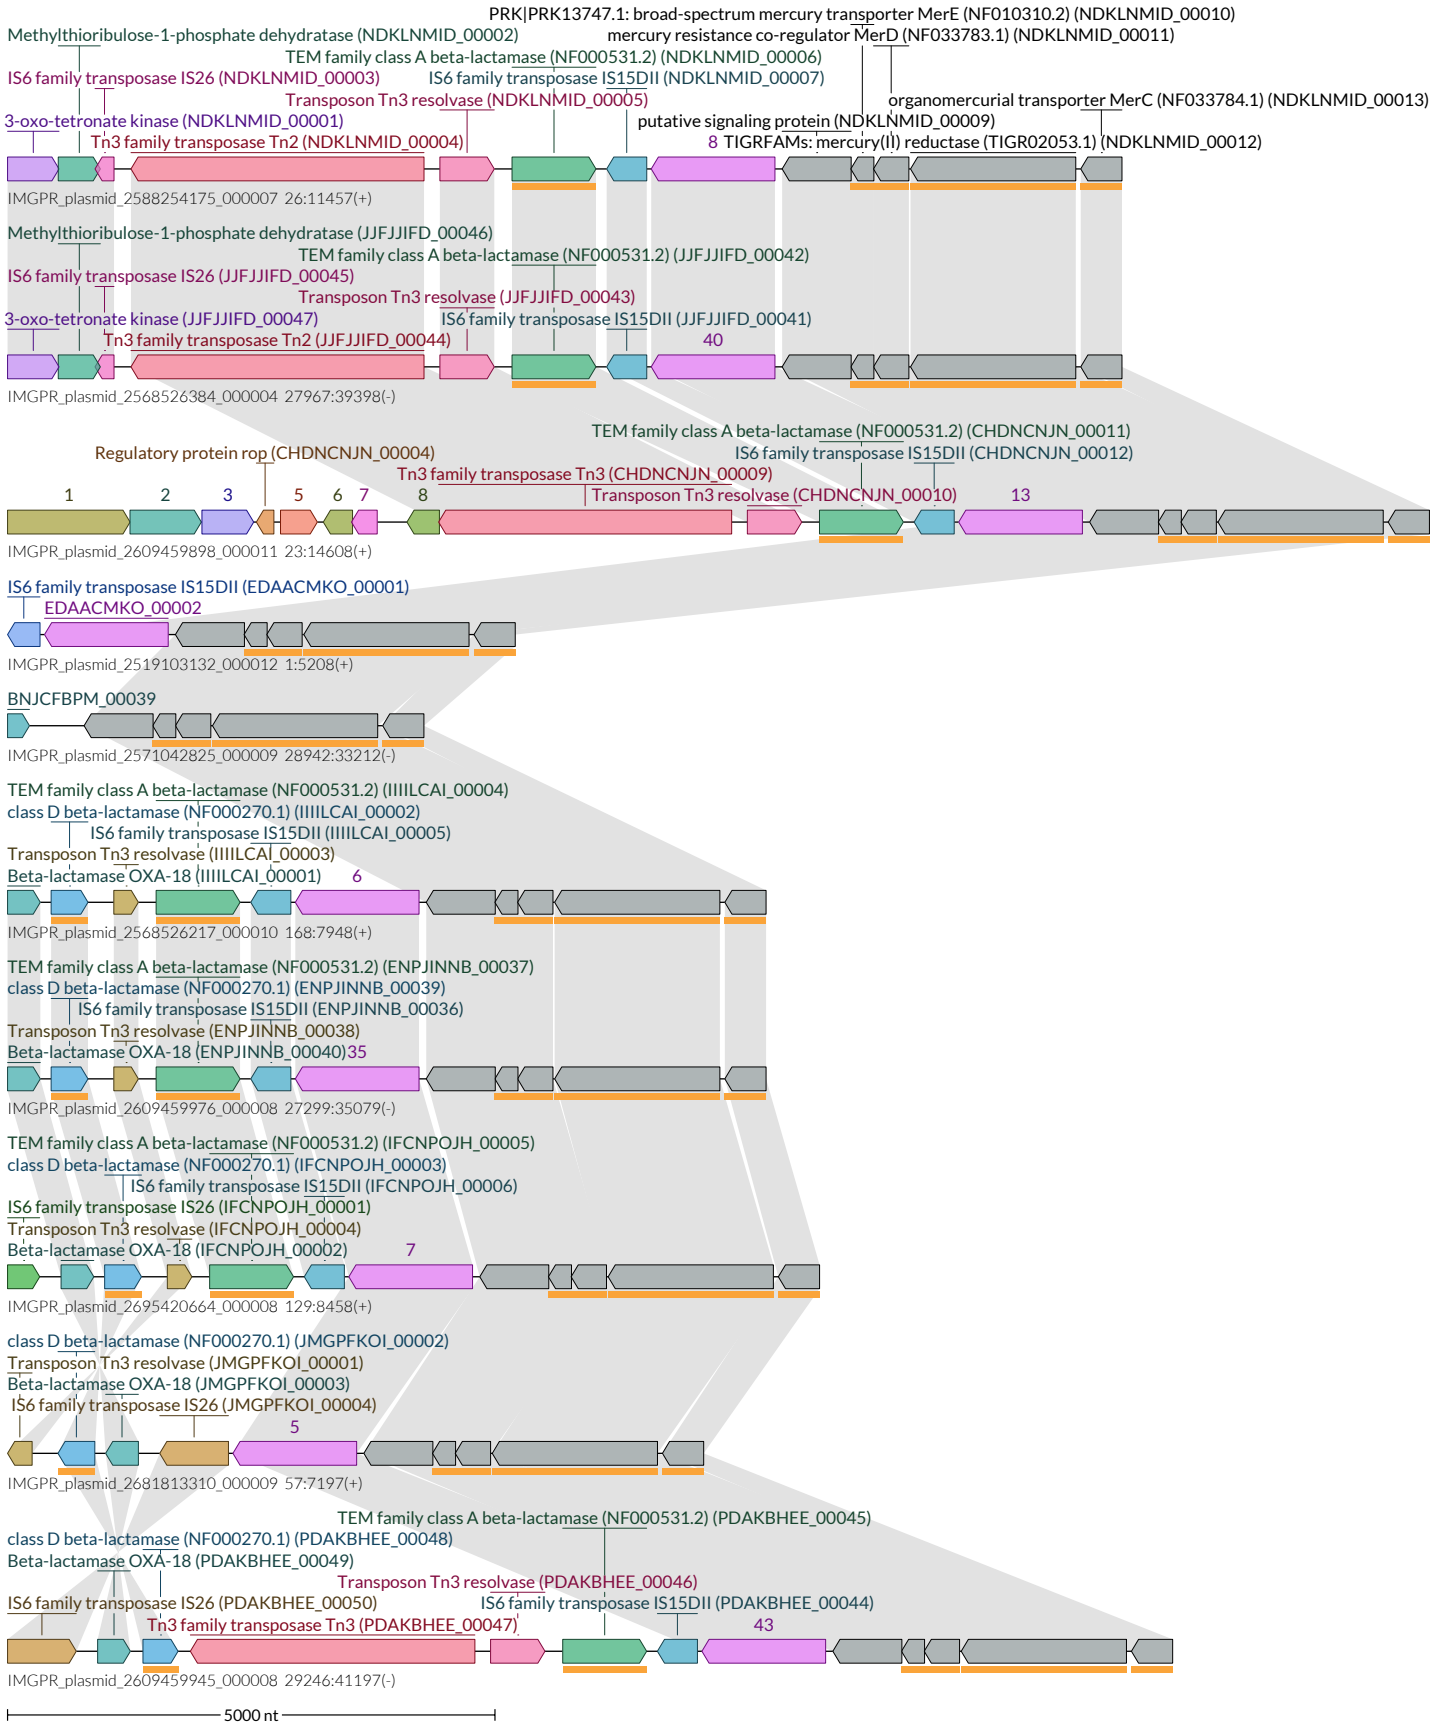 PRK|PRK13747.1: broad-spectrum mercury transporter MerE (NF010310.2) (NDKLNMID_00010)
Methylthioribulose-1-phosphate dehydratase (NDKLNMID_00002)
mercury resistance co-regulator MerD (NF033783.1) (NDKLNMID_00011)
TEM family class A beta-lactamase (NF000531.2) (NDKLNMID_00006)
IS6 family transposase IS26 (NDKLNMID_00003)
IS6 family transposase IS15DII (NDKLNMID_00007)
Transposon Tn3 resolvase (NDKLNMID_00005)
organomercurial transporter MerC (NF033784.1) (NDKLNMID_00013)
3-oxo-tetronate kinase (NDKLNMID_00001)
putative signaling protein (NDKLNMID_00009)
Tn3 family transposase Tn2 (NDKLNMID_00004)
8
TIGRFAMs: mercury(II) reductase (TIGR02053.1) (NDKLNMID_00012)
IMGPR_plasmid_2588254175_000007 26:11457(+)
Methylthioribulose-1-phosphate dehydratase (JJFJJIFD_00046)
TEM family class A beta-lactamase (NF000531.2) (JJFJJIFD_00042)
IS6 family transposase IS26 (JJFJJIFD_00045)
Transposon Tn3 resolvase (JJFJJIFD_00043)
3-oxo-tetronate kinase (JJFJJIFD_00047)
IS6 family transposase IS15DII (JJFJJIFD_00041)
Tn3 family transposase Tn2 (JJFJJIFD_00044)
40
IMGPR_plasmid_2568526384_000004 27967:39398(-)
TEM family class A beta-lactamase (NF000531.2) (CHDNCNJN_00011)
Regulatory protein rop (CHDNCNJN_00004)
IS6 family transposase IS15DII (CHDNCNJN_00012)
Tn3 family transposase Tn3 (CHDNCNJN_00009)
1 2 3 5 6 7 8
Transposon Tn3 resolvase (CHDNCNJN_00010)
13
IMGPR_plasmid_2609459898_000011 23:14608(+)
IS6 family transposase IS15DII (EDAACMKO_00001)
EDAACMKO_00002
IMGPR_plasmid_2519103132_000012 1:5208(+)
BNJCFBPM_00039
IMGPR_plasmid_2571042825_000009 28942:33212(-)
TEM family class A beta-lactamase (NF000531.2) (IIIILCAI_00004)
class D beta-lactamase (NF000270.1) (IIIILCAI_00002)
IS6 family transposase IS15DII (IIIILCAI_00005)
Transposon Tn3 resolvase (IIIILCAI_00003)
Beta-lactamase OXA-18 (IIIILCAI_00001)
6
IMGPR_plasmid_2568526217_000010 168:7948(+)
TEM family class A beta-lactamase (NF000531.2) (ENPJINNB_00037)
class D beta-lactamase (NF000270.1) (ENPJINNB_00039)
IS6 family transposase IS15DII (ENPJINNB_00036)
Transposon Tn3 resolvase (ENPJINNB_00038)
Beta-lactamase OXA-18 (ENPJINNB_00040)
35
IMGPR_plasmid_2609459976_000008 27299:35079(-)
TEM family class A beta-lactamase (NF000531.2) (IFCNPOJH_00005)
class D beta-lactamase (NF000270.1) (IFCNPOJH_00003)
IS6 family transposase IS15DII (IFCNPOJH_00006)
IS6 family transposase IS26 (IFCNPOJH_00001)
Transposon Tn3 resolvase (IFCNPOJH_00004)
Beta-lactamase OXA-18 (IFCNPOJH_00002)
7
IMGPR_plasmid_2695420664_000008 129:8458(+)
class D beta-lactamase (NF000270.1) (JMGPFKOI_00002)
Transposon Tn3 resolvase (JMGPFKOI_00001)
Beta-lactamase OXA-18 (JMGPFKOI_00003)
IS6 family transposase IS26 (JMGPFKOI_00004)
5
IMGPR_plasmid_2681813310_000009 57:7197(+)
TEM family class A beta-lactamase (NF000531.2) (PDAKBHEE_00045)
class D beta-lactamase (NF000270.1) (PDAKBHEE_00048)
Beta-lactamase OXA-18 (PDAKBHEE_00049)
Transposon Tn3 resolvase (PDAKBHEE_00046)
IS6 family transposase IS26 (PDAKBHEE_00050)
IS6 family transposase IS15DII (PDAKBHEE_00044)
Tn3 family transposase Tn3 (PDAKBHEE_00047)
43
IMGPR_plasmid_2609459945_000008 29246:41197(-)
5000 nt